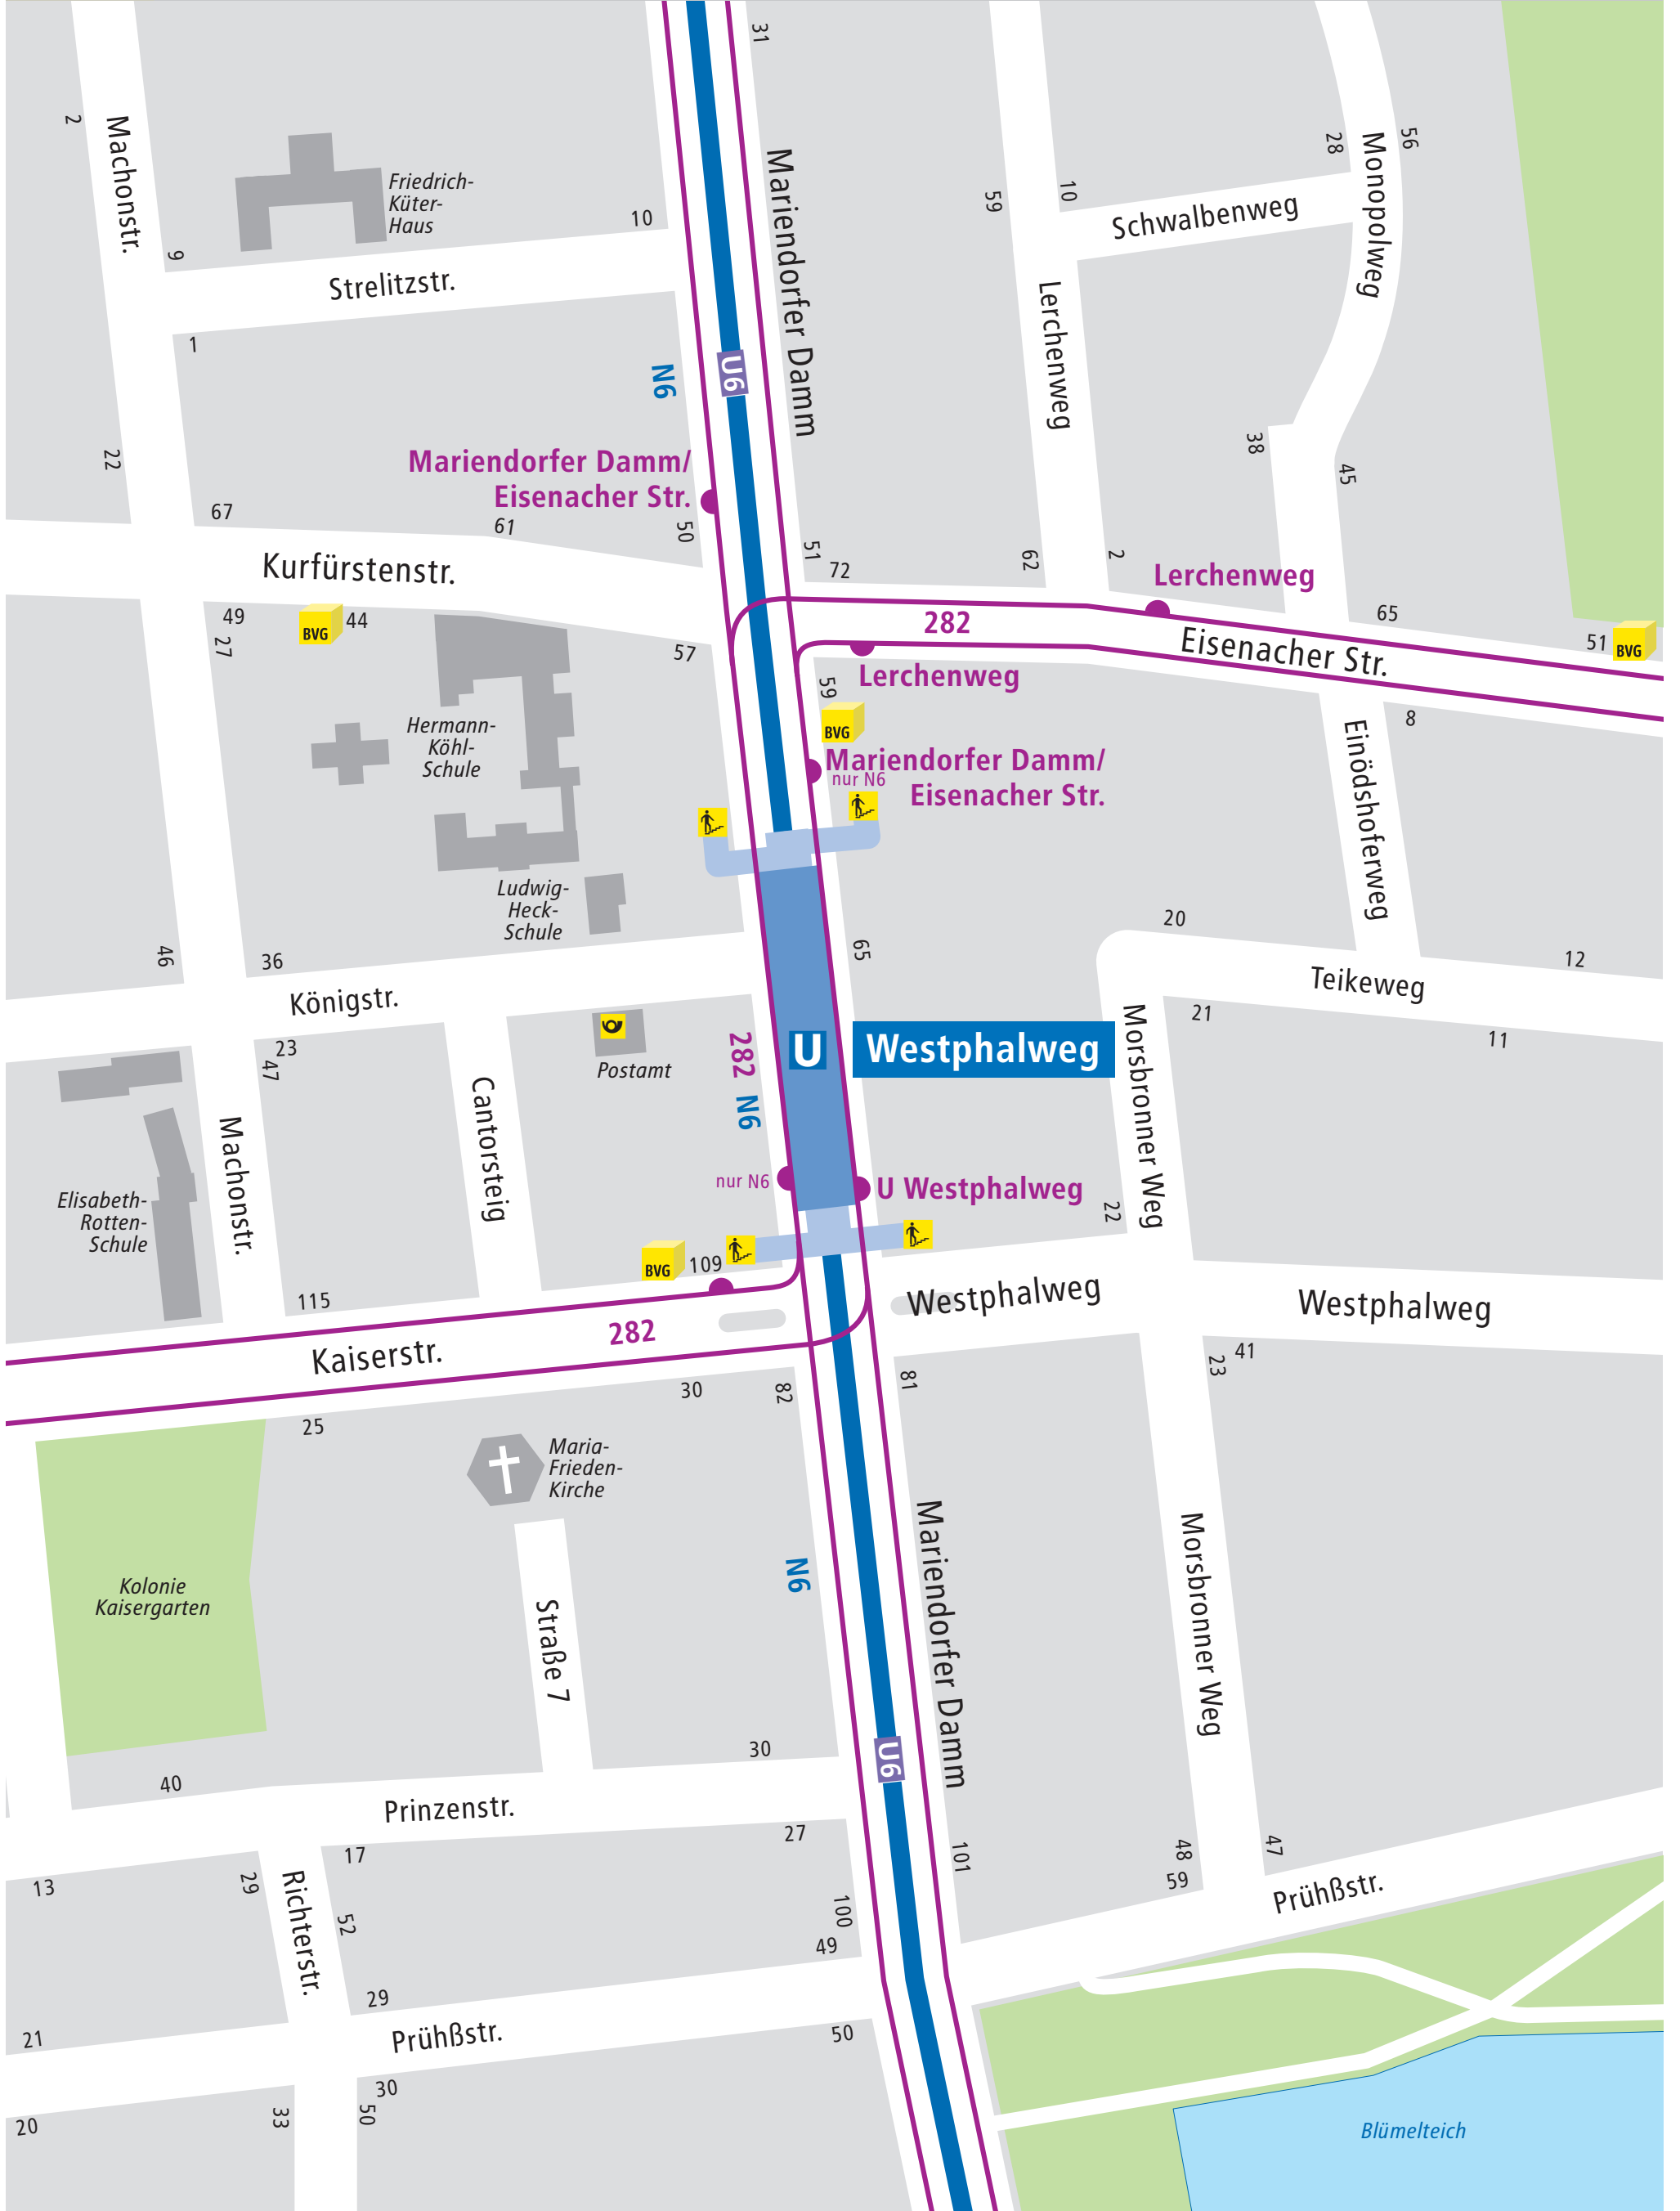 31
2
Machonstr.
Friedrich-
Küter-
Haus
10
9
Strelitzstr.
1
Mariendorfer Damm
59
10
Schwalbenweg
28
56
Monopolweg
Lerchenweg
N6
U6
22
Mariendorfer Damm/
Eisenacher Str.
38
45
67
61
50
51
72
62
2
Lerchenweg
Kurfürstenstr.
49
BVG
44
27
57
282
65
51
BVG
Eisenacher Str.
Lerchenweg
59
8
BVG
Hermann-
Köhl-
Schule
Mariendorfer Damm/
nur N6
Eisenacher Str.
Einödshoferweg
Ludwig-
Heck-
Schule
46
36
65
20
12
Königstr.
Teikeweg
23
47
21
11
Postamt
282
N6
U
Westphalweg
Cantorsteig
Machonstr.
Morsbronner Weg
Elisabeth-
Rotten-
Schule
nur N6
U Westphalweg
22
BVG
109
115
282
Kaiserstr.
Westphalweg
Westphalweg
41
23
30
82
81
25
Maria-
Frieden-
Kirche
Kolonie
Kaisergarten
N6
Straße 7
Mariendorfer Damm
Morsbronner Weg
U6
30
40
Prinzenstr.
27
17
13
29
Richterstr.
52
101
48
47
59
Prühßstr.
100
49
29
21
Prühßstr.
50
30
20
33
50
Blümelteich